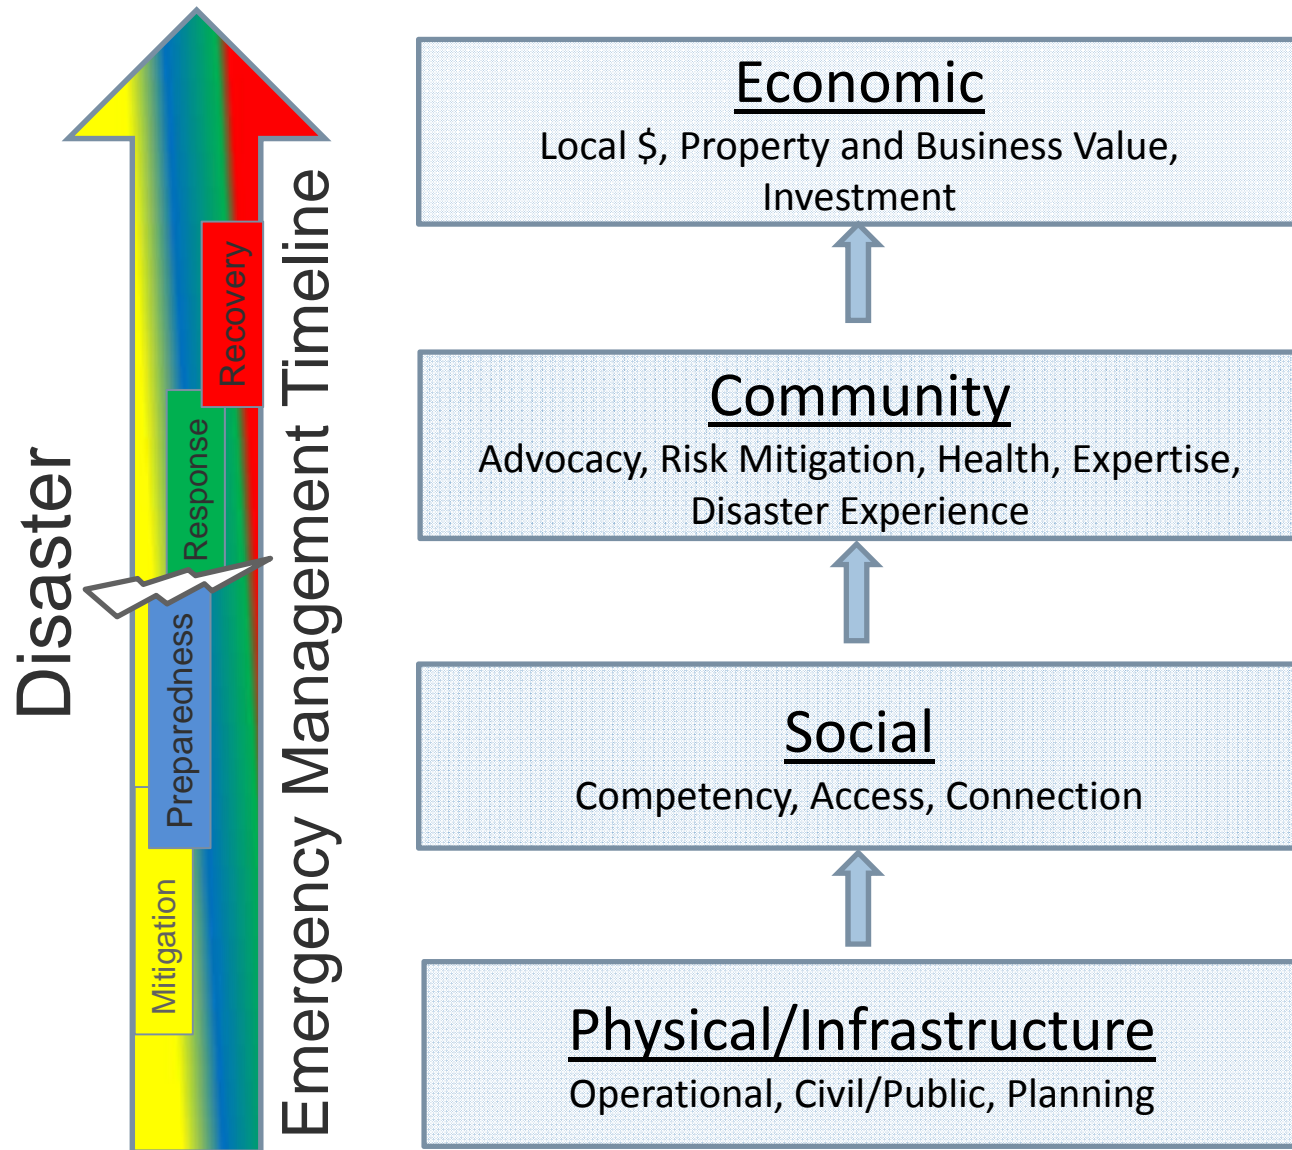 Disaster
Emergency Management Timeline
Recovery
Response
Preparedness
Mitigation
Economic
Local $, Property and Business Value,
Investment
Community
Advocacy, Risk Mitigation, Health, Expertise,
Disaster Experience
Social
Competency, Access, Connection
Physical/Infrastructure
Operational, Civil/Public, Planning